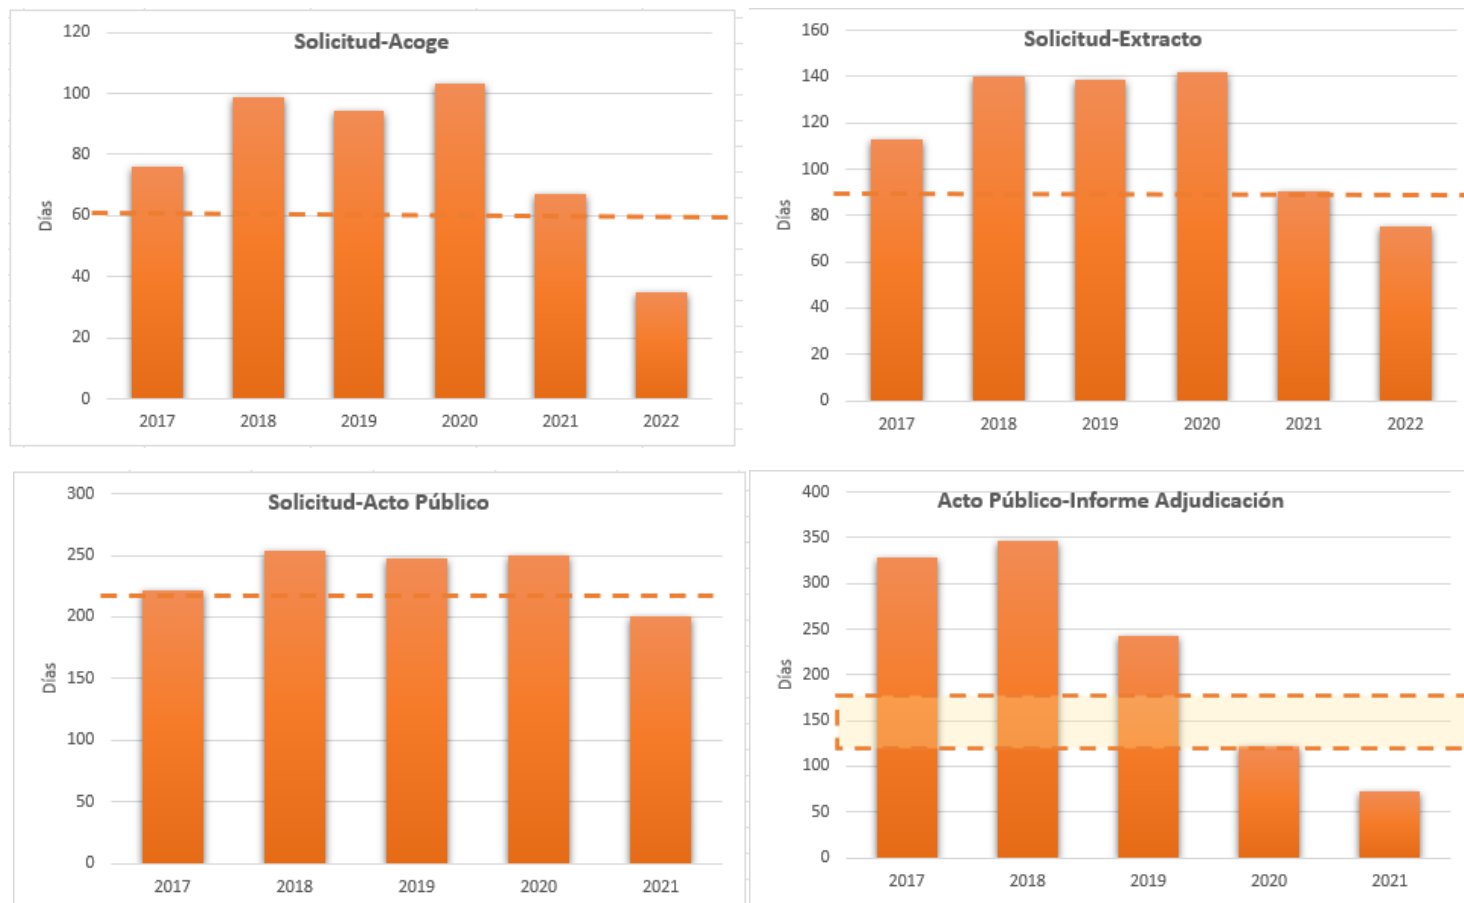 Solicitud-Acoge
120
100
80
60
40
20
0
Días
2017 2018 2019 2020 2021 2022
Solicitud-Extracto
160
140
120
100
80
60
40
20
0
Días
2017 2018 2019 2020 2021 2022
Solicitud-Acto Público
300
250
200
150
100
50
0
Días
2017 2018 2019 2020 2021
Acto Público-Informe Adjudicación
400
350
300
250
200
150
100
50
0
Días
2017 2018 2019 2020 2021